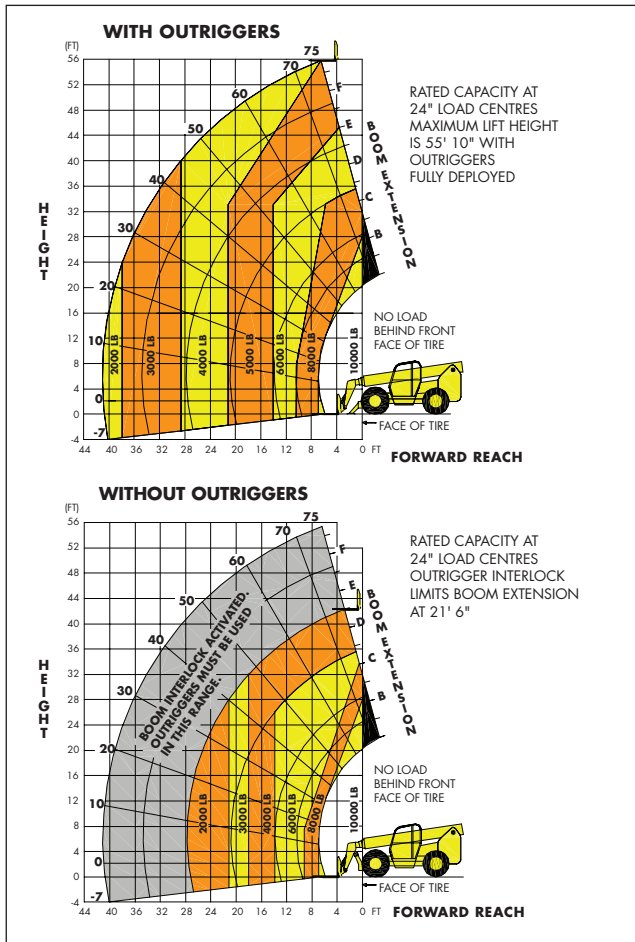 WITH OUTRIGGERS
(FT)
56
52
48
44
40
36
32
28
24
20
16
12
8
4
0
-4
HEIGHT
75
70
60
50
40
30
20
10
0
-7
F
E
D
C
B
BOOM EXTENSION
RATED CAPACITY AT
24" LOAD CENTRES
MAXIMUM LIFT HEIGHT
IS 55' 10" WITH
OUTRIGGERS
FULLY DEPLOYED
2000 LB
3000 LB
4000 LB
5000 LB
6000 LB
8000 LB
10000 LB
NO LOAD
BEHIND FRONT
FACE OF TIRE
FACE OF TIRE
44 40 36 32 28 24 20 16 12 8 4 0 FT
FORWARD REACH
WITHOUT OUTRIGGERS
(FT)
56
52
48
44
40
36
32
28
24
20
16
12
8
4
0
-4
HEIGHT
75
70
60
50
40
30
20
10
0
-7
F
E
D
C
B
BOOM EXTENSION
RATED CAPACITY AT
24" LOAD CENTRES
OUTRIGGER INTERLOCK
LIMITS BOOM EXTENSION
AT 21' 6"
BOOM INTERLOCK ACTIVATED.
OUTRIGGERS MUST BE USED
IN THIS RANGE.
2000 LB
3000 LB
4000 LB
6000 LB
8000 LB
10000 LB
NO LOAD
BEHIND FRONT
FACE OF TIRE
FACE OF TIRE
44 40 36 32 28 24 20 16 12 8 4 0 FT
FORWARD REACH